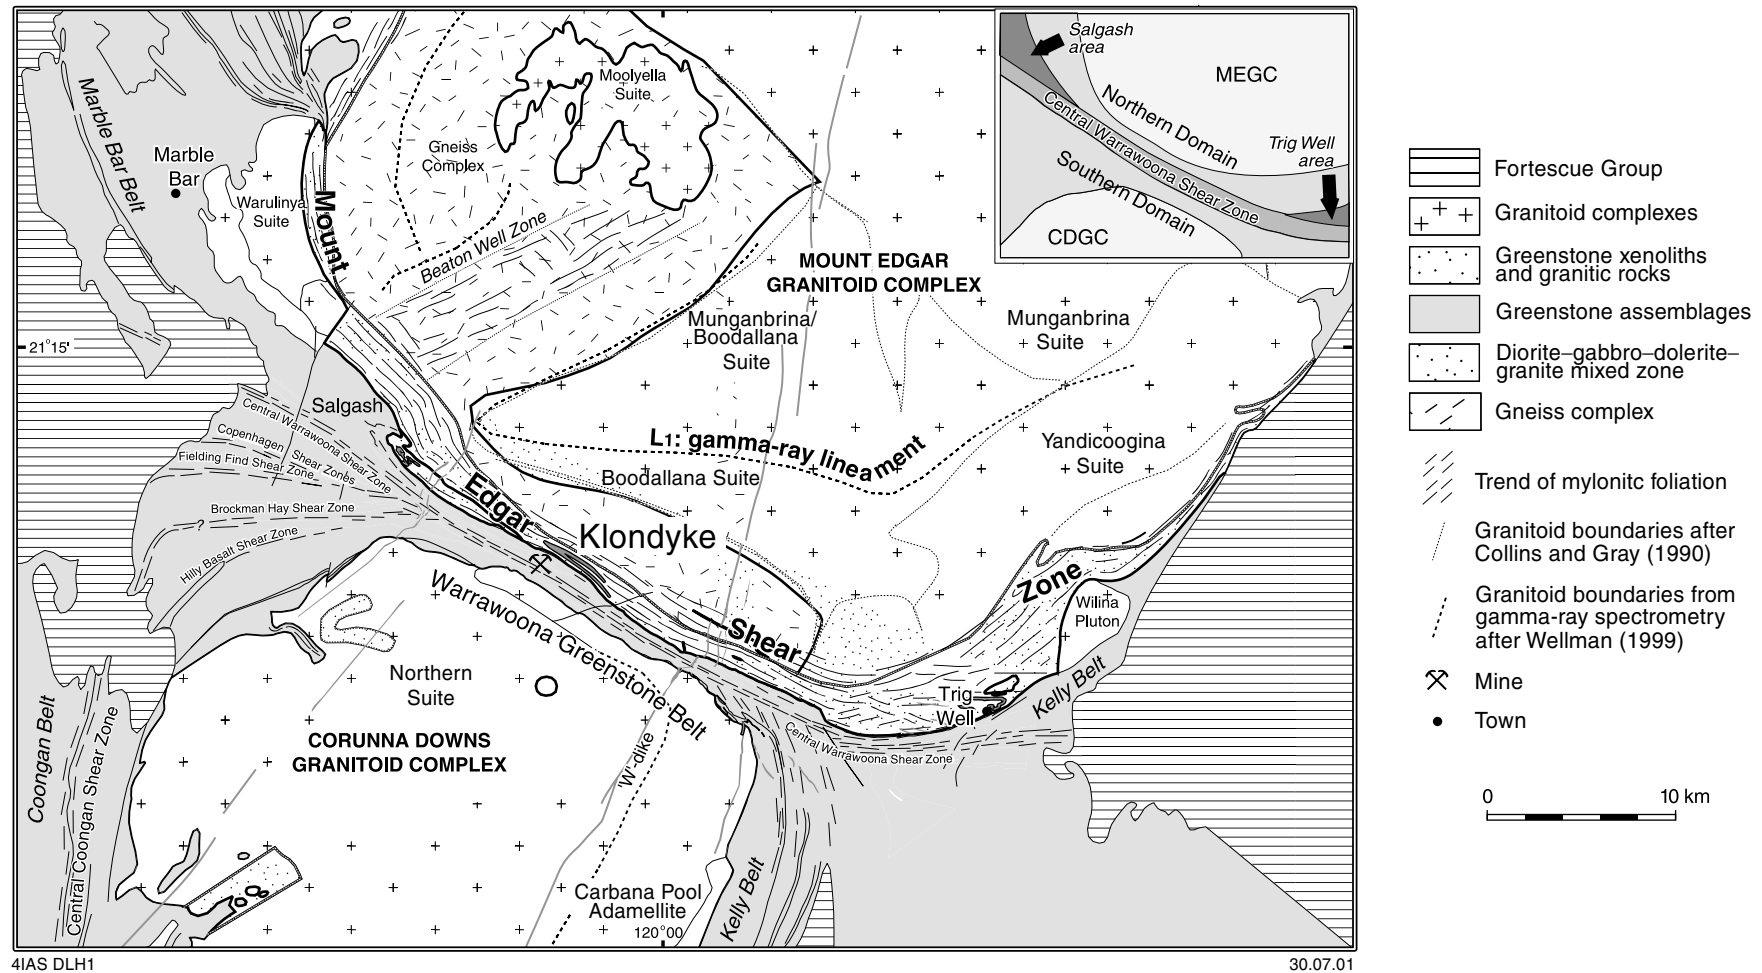 Marble Bar Belt
Marble
Bar
Warulinya
Suite
Mount
Gneiss
Complex
Moolyella
Suite
Beaton Well Zone
MOUNT EDGAR
GRANITOID COMPLEX
Munganbrina/
Boodallana
Suite
Munganbrina
Suite
21°15'
Salgash
Central Warrawoona Shear Zone
Copenhagen Shear Zones
Fielding Find Shear Zone
Brockman Hay Shear Zone
?
Hilly Basalt Shear Zone
L1: gamma-ray lineament
Boodallana Suite
Yandicoogina
Suite
Edgar
Klondyke
Shear
Zone
Wilina
Pluton
Warrawoona Greenstone Belt
Northern
Suite
Trig
Well
Kelly Belt
Central Warrawoona Shear Zone
CORUNNA DOWNS
GRANITOID COMPLEX
'W'-dike
Coongan Belt
Central Coongan Shear Zone
Carbana Pool
Adamellite
120°00
Kelly Belt
Salgash
area
MEGC
Northern Domain
Central Warrawoona Shear Zone
Trig Well
area
Southern Domain
CDGC
Fortescue Group
Granitoid complexes
Greenstone xenoliths
and granitic rocks
Greenstone assemblages
Diorite–gabbro–dolerite–
granite mixed zone
Gneiss complex
Trend of mylonitc foliation
Granitoid boundaries after
Collins and Gray (1990)
Granitoid boundaries from
gamma-ray spectrometry
after Wellman (1999)
Mine
Town
0 10 km
4IAS DLH1
30.07.01